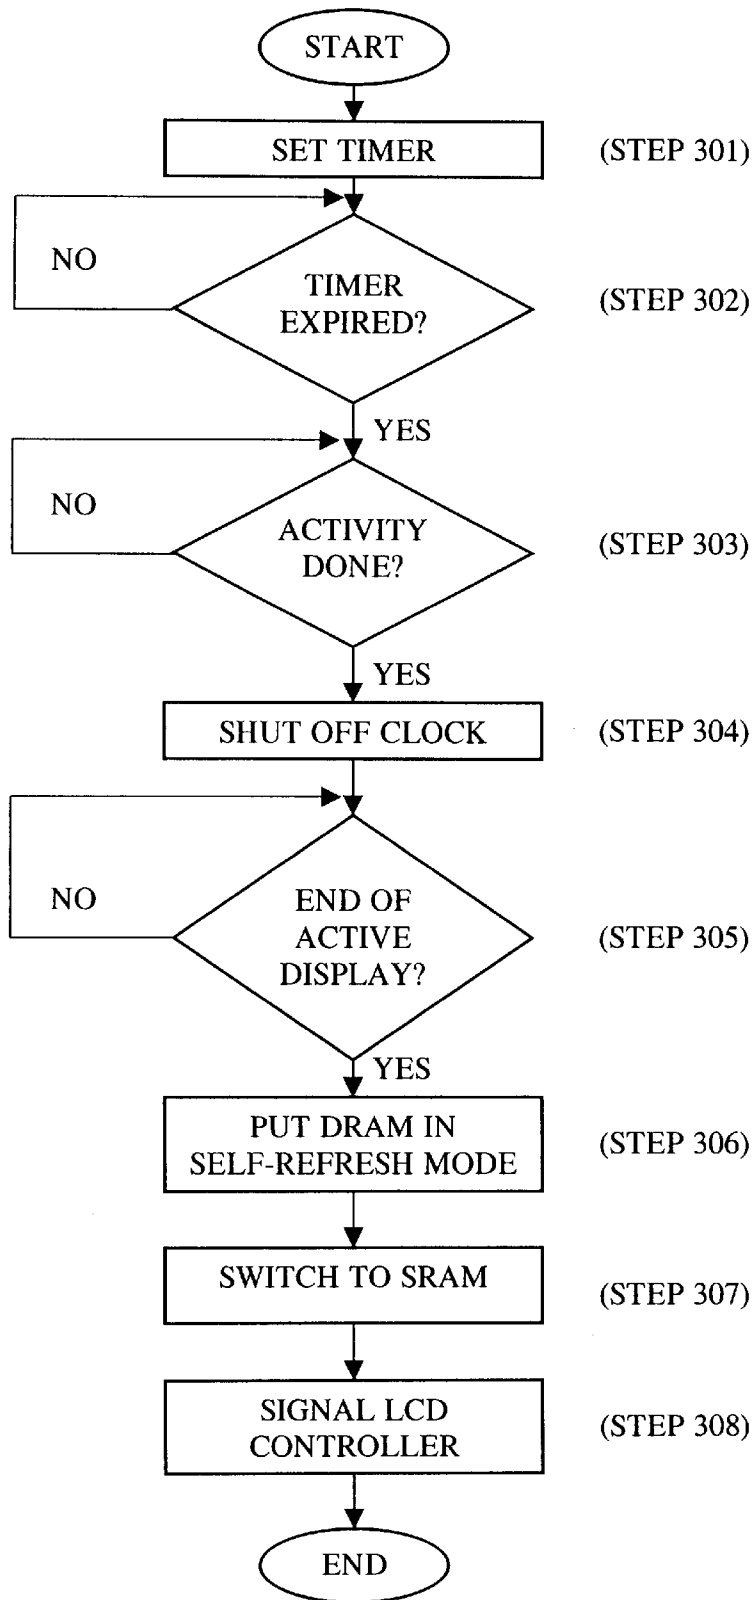 START
SET TIMER (STEP 301)
NO
TIMER
EXPIRED?
(STEP 302)
YES
NO
ACTIVITY
DONE?
(STEP 303)
YES
SHUT OFF CLOCK (STEP 304)
NO
END OF
ACTIVE
DISPLAY?
(STEP 305)
YES
PUT DRAM IN
SELF-REFRESH MODE
(STEP 306)
SWITCH TO SRAM
(STEP 307)
SIGNAL LCD
CONTROLLER
(STEP 308)
END